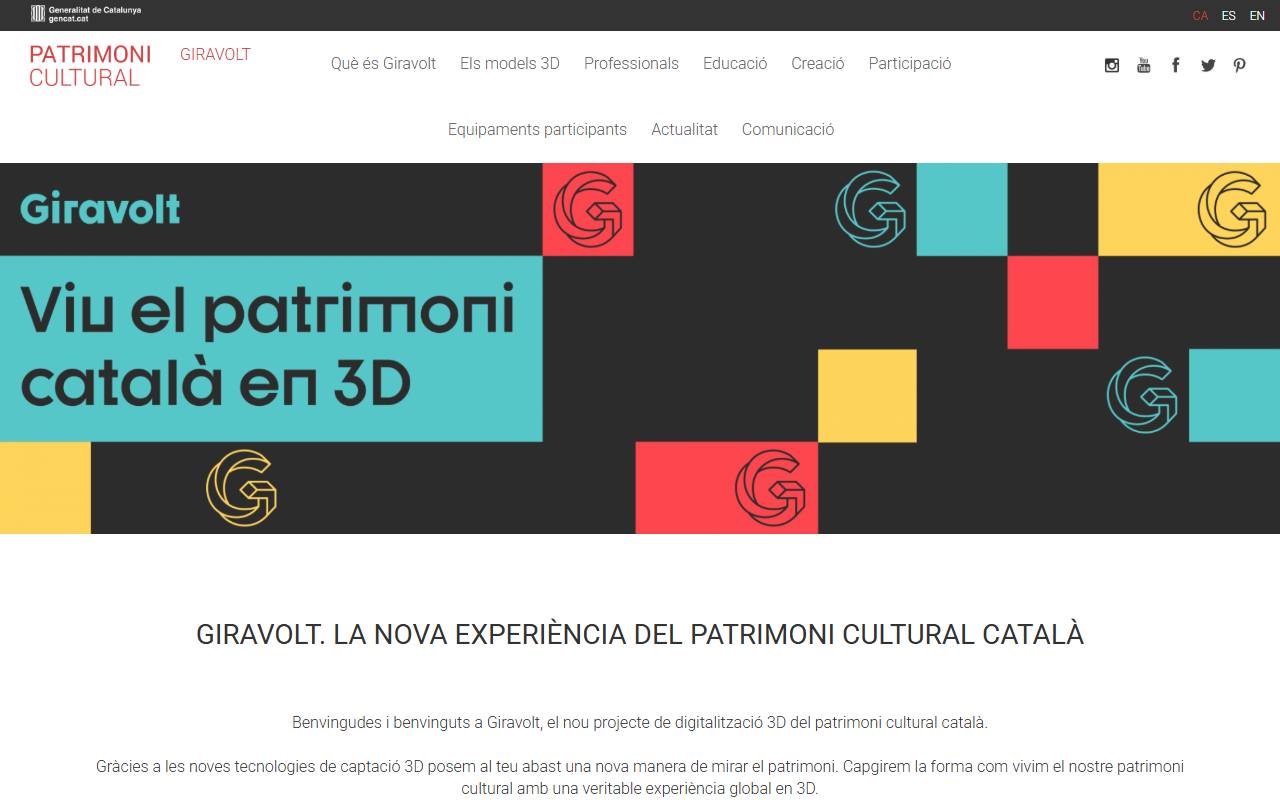 Generalitat de Catalunya
gencat.cat
CA ES EN
PATRIMONI
CULTURAL
GIRAVOLT
Què és Giravolt Els models 3D Professionals Educació Creació Participació
Equipaments participants Actualitat Comunicació
Giravolt
Viu el patrimoni
català en 3D
GIRAVOLT. LA NOVA EXPERIÈNCIA DEL PATRIMONI CULTURAL CATALÀ
Benvingudes i benvinguts a Giravolt, el nou projecte de digitalització 3D del patrimoni cultural català.
Gràcies a les noves tecnologies de captació 3D posem al teu abast una nova manera de mirar el patrimoni. Capgirem la forma com vivim el nostre patrimoni
cultural amb una veritable experiència global en 3D.